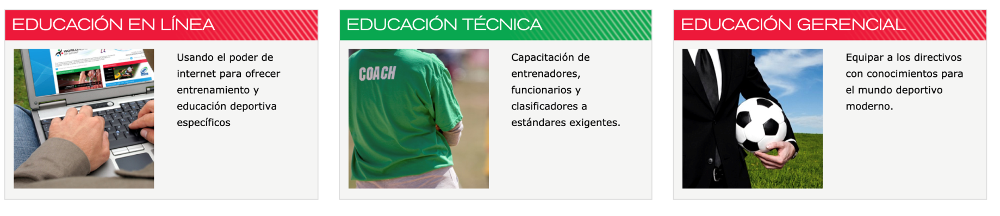 EDUCACIÓN EN LÍNEA
Usando el poder de
internet para ofrecer
entrenamiento y
educación deportiva
específicos
EDUCACIÓN TÉCNICA
COACH
Capacitación de
entrenadores,
funcionarios y
clasificadores a
estándares exigentes.
EDUCACIÓN GERENCIAL
Equipar a los directivos
con conocimientos para
el mundo deportivo
moderno.